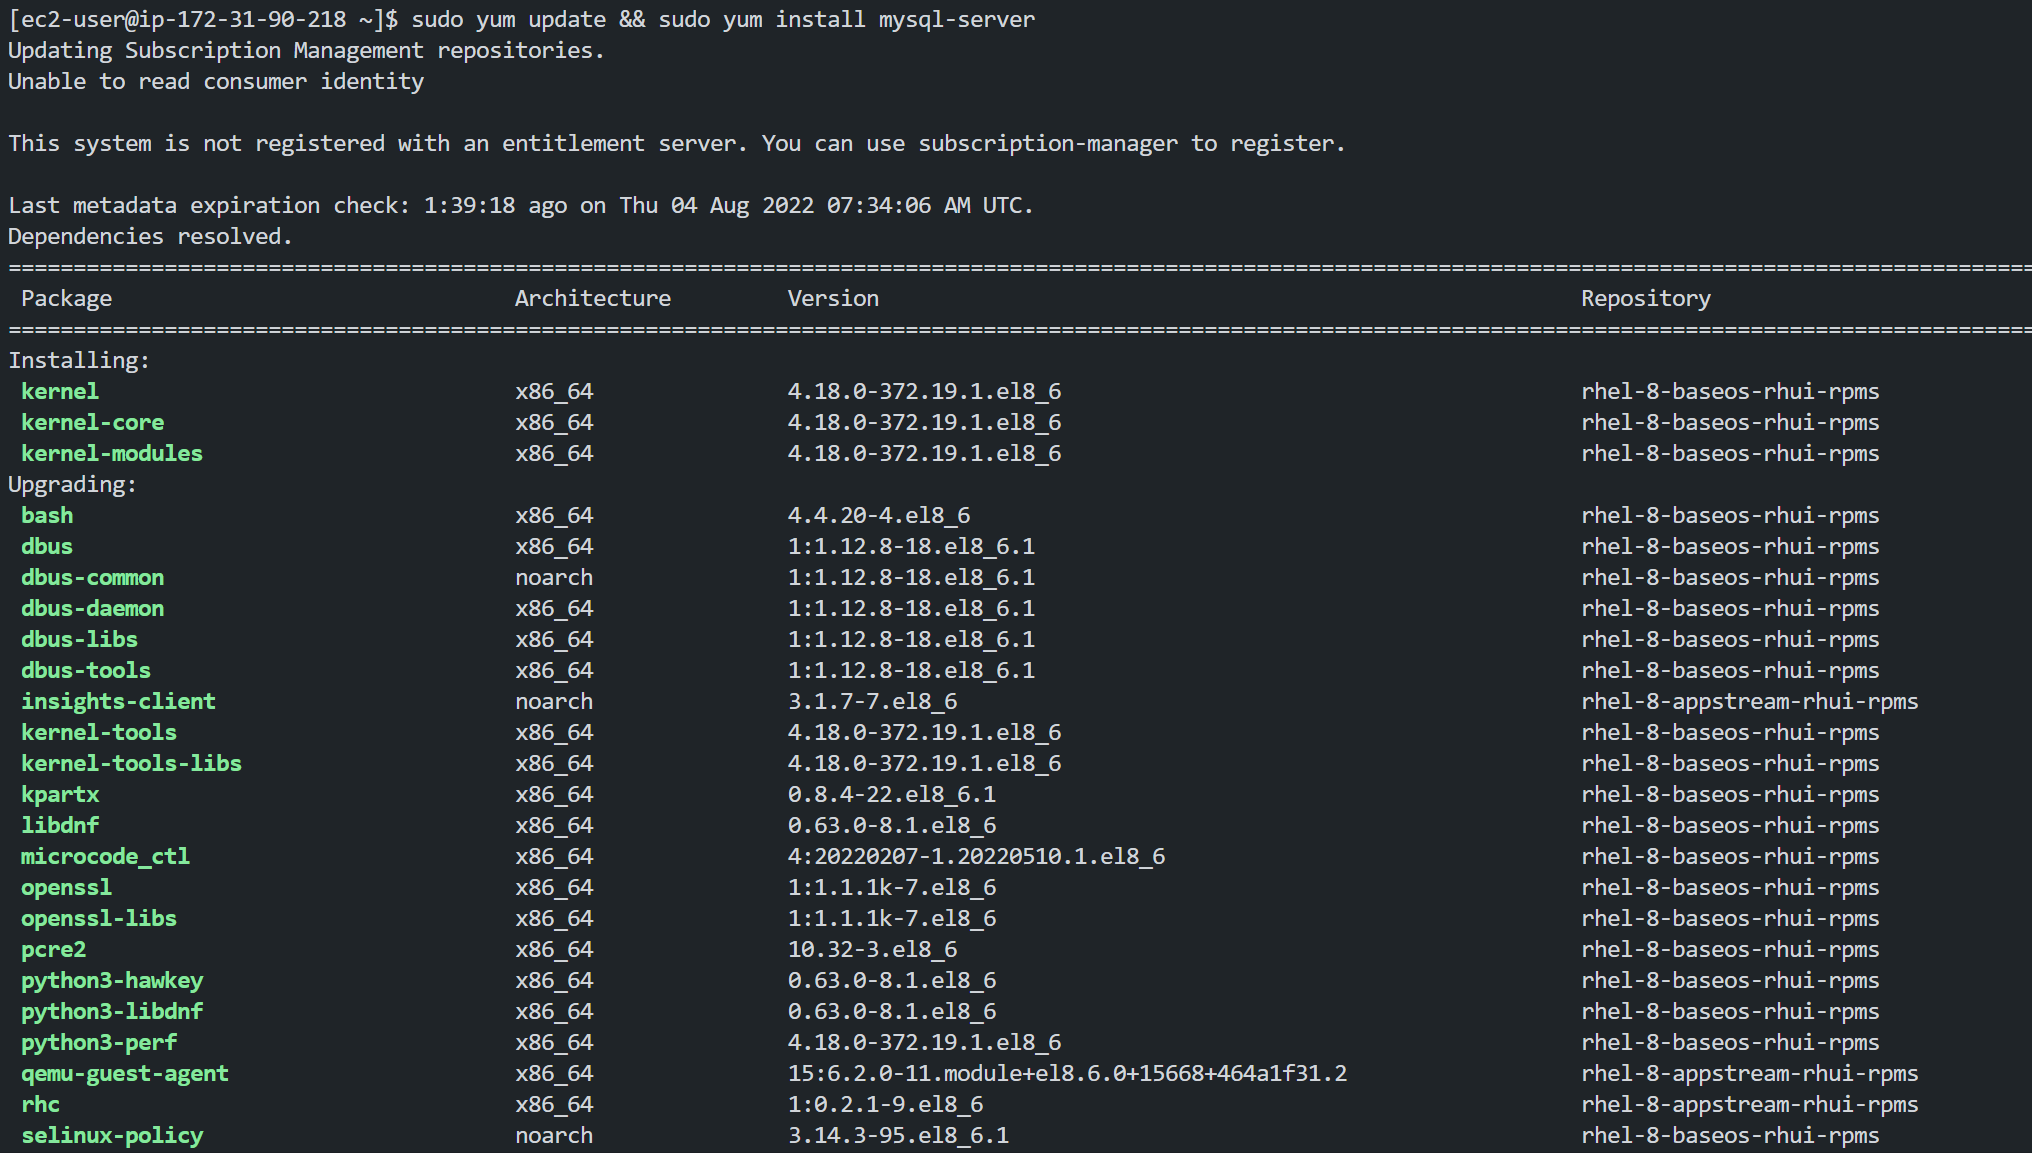 [ec2-user@ip-172-31-90-218 ~]$ sudo yum update && sudo yum install mysql-server
Updating Subscription Management repositories.
Unable to read consumer identity
This system is not registered with an entitlement server. You can use subscription-manager to register.
Last metadata expiration check: 1:39:18 ago on Thu 04 Aug 2022 07:34:06 AM UTC.
Dependencies resolved.
============================================================================================================================================================
Package Architecture Version Repository
============================================================================================================================================================
Installing:
kernel x86_64 4.18.0-372.19.1.el8_6 rhel-8-baseos-rhui-rpms
kernel-core x86_64 4.18.0-372.19.1.el8_6 rhel-8-baseos-rhui-rpms
kernel-modules x86_64 4.18.0-372.19.1.el8_6 rhel-8-baseos-rhui-rpms
Upgrading:
bash x86_64 4.4.20-4.el8_6 rhel-8-baseos-rhui-rpms
dbus x86_64 1:1.12.8-18.el8_6.1 rhel-8-baseos-rhui-rpms
dbus-common noarch 1:1.12.8-18.el8_6.1 rhel-8-baseos-rhui-rpms
dbus-daemon x86_64 1:1.12.8-18.el8_6.1 rhel-8-baseos-rhui-rpms
dbus-libs x86_64 1:1.12.8-18.el8_6.1 rhel-8-baseos-rhui-rpms
dbus-tools x86_64 1:1.12.8-18.el8_6.1 rhel-8-baseos-rhui-rpms
insights-client noarch 3.1.7-7.el8_6 rhel-8-appstream-rhui-rpms
kernel-tools x86_64 4.18.0-372.19.1.el8_6 rhel-8-baseos-rhui-rpms
kernel-tools-libs x86_64 4.18.0-372.19.1.el8_6 rhel-8-baseos-rhui-rpms
kpartx x86_64 0.8.4-22.el8_6.1 rhel-8-baseos-rhui-rpms
libdnf x86_64 0.63.0-8.1.el8_6 rhel-8-baseos-rhui-rpms
microcode_ctl x86_64 4:20220207-1.20220510.1.el8_6 rhel-8-baseos-rhui-rpms
openssl x86_64 1:1.1.1k-7.el8_6 rhel-8-baseos-rhui-rpms
openssl-libs x86_64 1:1.1.1k-7.el8_6 rhel-8-baseos-rhui-rpms
pcre2 x86_64 10.32-3.el8_6 rhel-8-baseos-rhui-rpms
python3-hawkey x86_64 0.63.0-8.1.el8_6 rhel-8-baseos-rhui-rpms
python3-libdnf x86_64 0.63.0-8.1.el8_6 rhel-8-baseos-rhui-rpms
python3-perf x86_64 4.18.0-372.19.1.el8_6 rhel-8-baseos-rhui-rpms
qemu-guest-agent x86_64 15:6.2.0-11.module+el8.6.0+15668+464a1f31.2 rhel-8-appstream-rhui-rpms
rhc x86_64 1:0.2.1-9.el8_6 rhel-8-appstream-rhui-rpms
selinux-policy noarch 3.14.3-95.el8_6.1 rhel-8-baseos-rhui-rpms